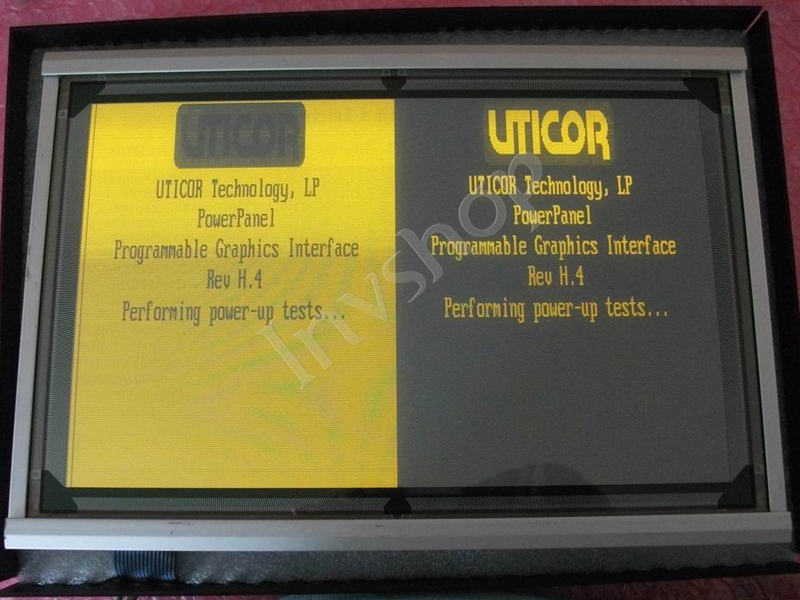 UTICOR
UTICOR Technology, LP
PowerPanel
Programmable Graphics Interface
Rev H.4
Performing power-up tests...
UTICOR
UTICOR Technology, LP
PowerPanel
Programmable Graphics Interface
Rev H.4
Performing power-up tests...
Invshop